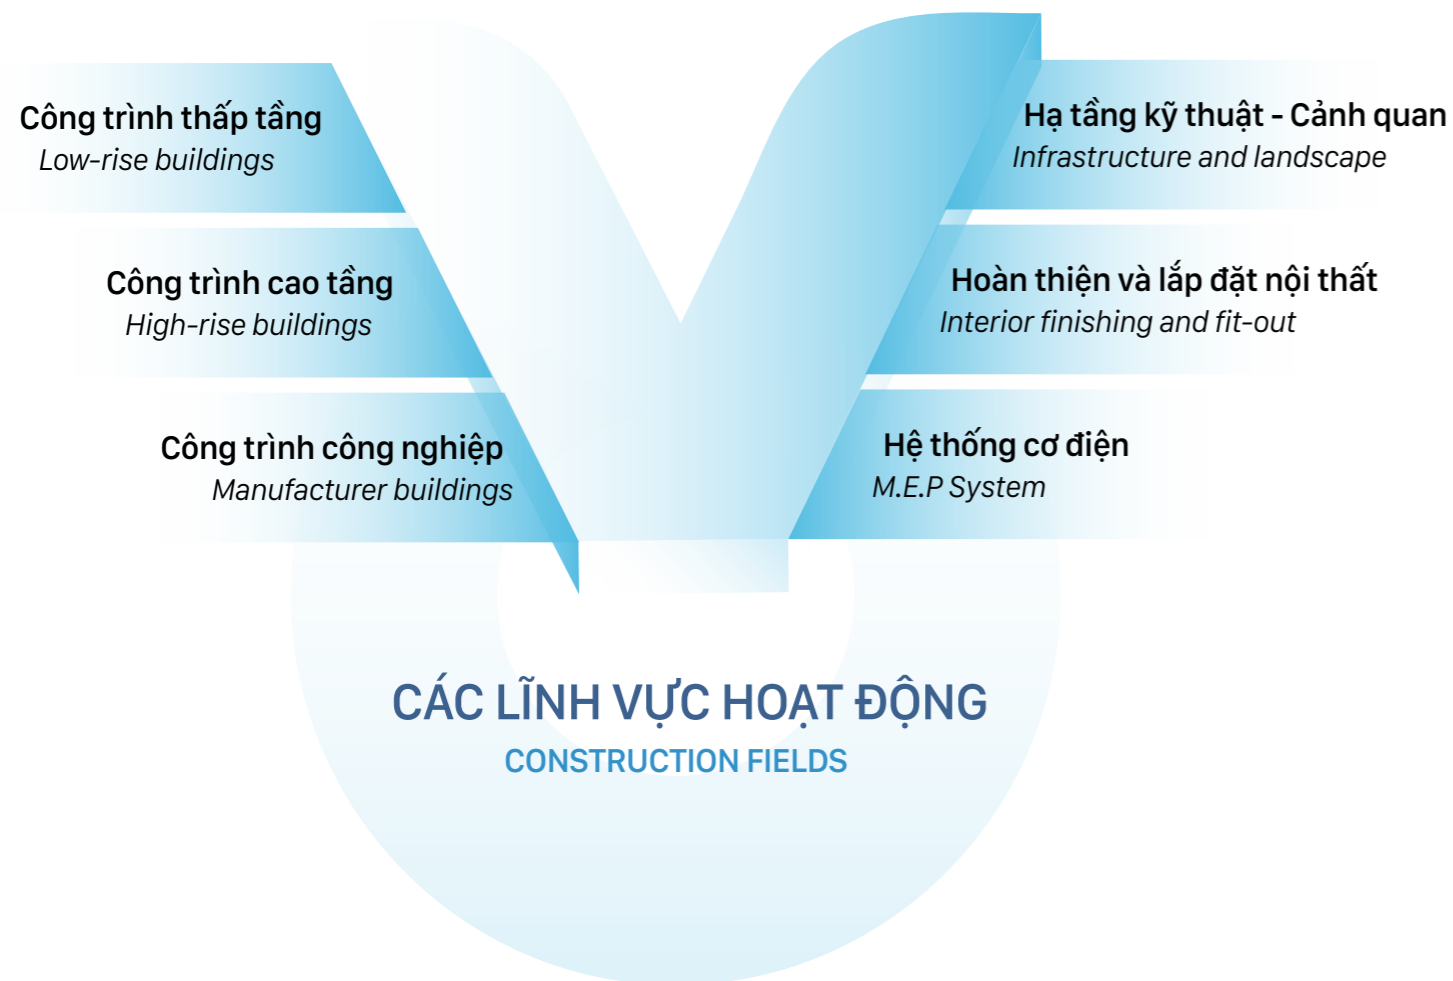 Công trình thấp tầng
Low-rise buildings
Công trình cao tầng
High-rise buildings
Công trình công nghiệp
Manufacturer buildings
Hạ tầng kỹ thuật - Cảnh quan
Infrastructure and landscape
Hoàn thiện và lắp đặt nội thất
Interior finishing and fit-out
Hệ thống cơ điện
M.E.P System
CÁC LĨNH VỰC HOẠT ĐỘNG
CONSTRUCTION FIELDS